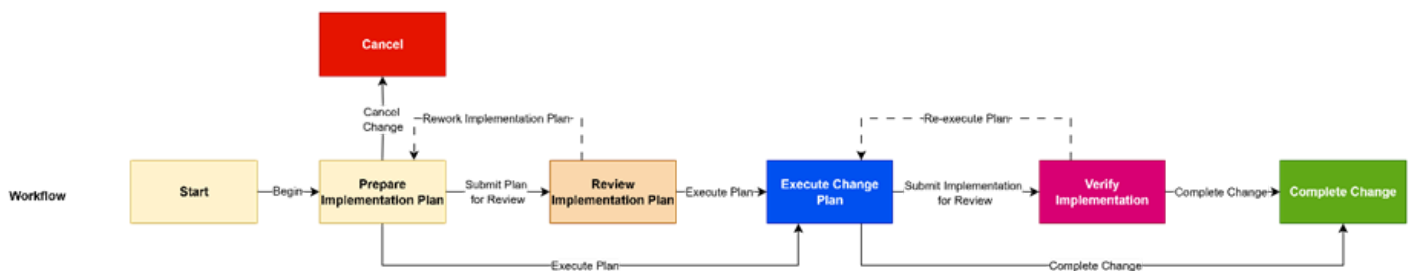 Cancel
Cancel
Change
Rework Implementation Plan
Re-execute Plan
Workflow
Start
Begin
Prepare
Implementation Plan
Submit Plan
for Review
Review
Implementation Plan
Execute Plan
Execute Change
Plan
Submit Implementation
for Review
Verify
Implementation
Complete Change
Complete Change
Execute Plan
Complete Change